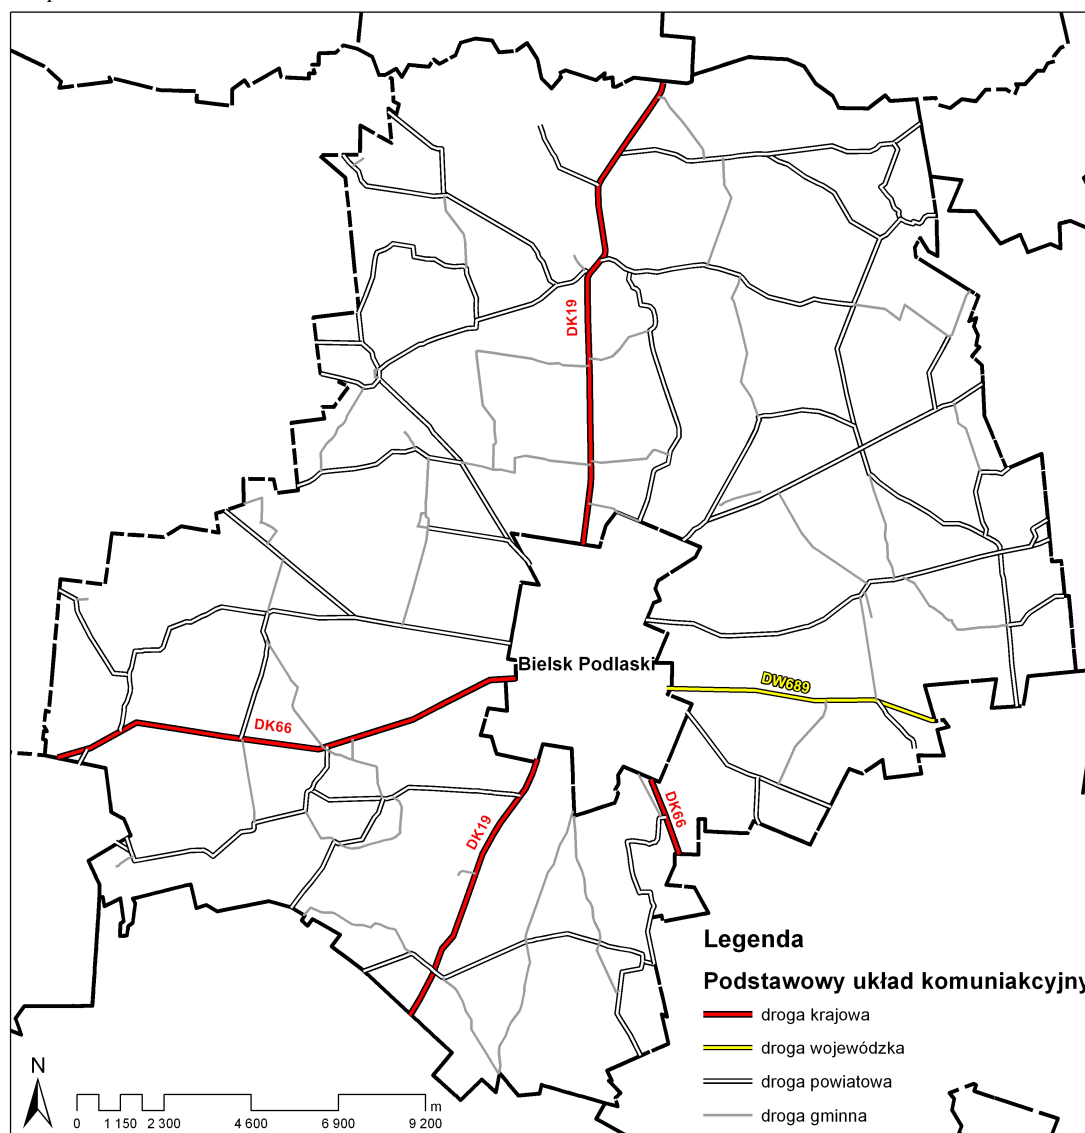 DK19
Bielsk Podlaski
DW689
DK66
DK66
DK19
Legenda
Podstawowy układ komuniakcyjny
droga krajowa
droga wojewódzka
droga powiatowa
droga gminna
N
m
0 1 150 2 300 4 600 6 900 9 200